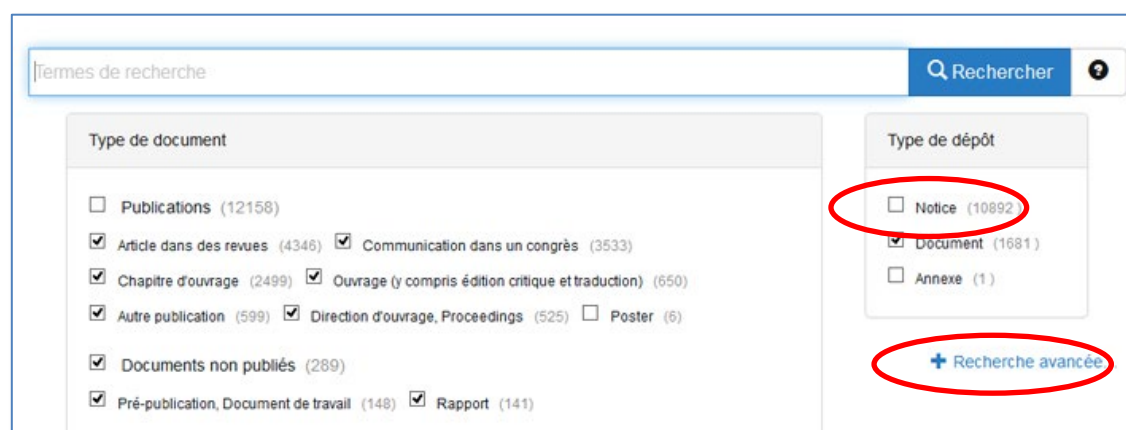 Termes de recherche Rechercher ?
Type de document
Publications (12158)
Article dans des revues (4346) Communication dans un congrès (3533)
Chapitre d'ouvrage (2499) Ouvrage (y compris édition critique et traduction) (650)
Autre publication (599) Direction d'ouvrage, Proceedings (525) Poster (6)
Documents non publiés (289)
Pré-publication, Document de travail (148) Rapport (141)
Type de dépôt
Notice (10892)
Document (1681)
Annexe (1)
+ Recherche avancée...